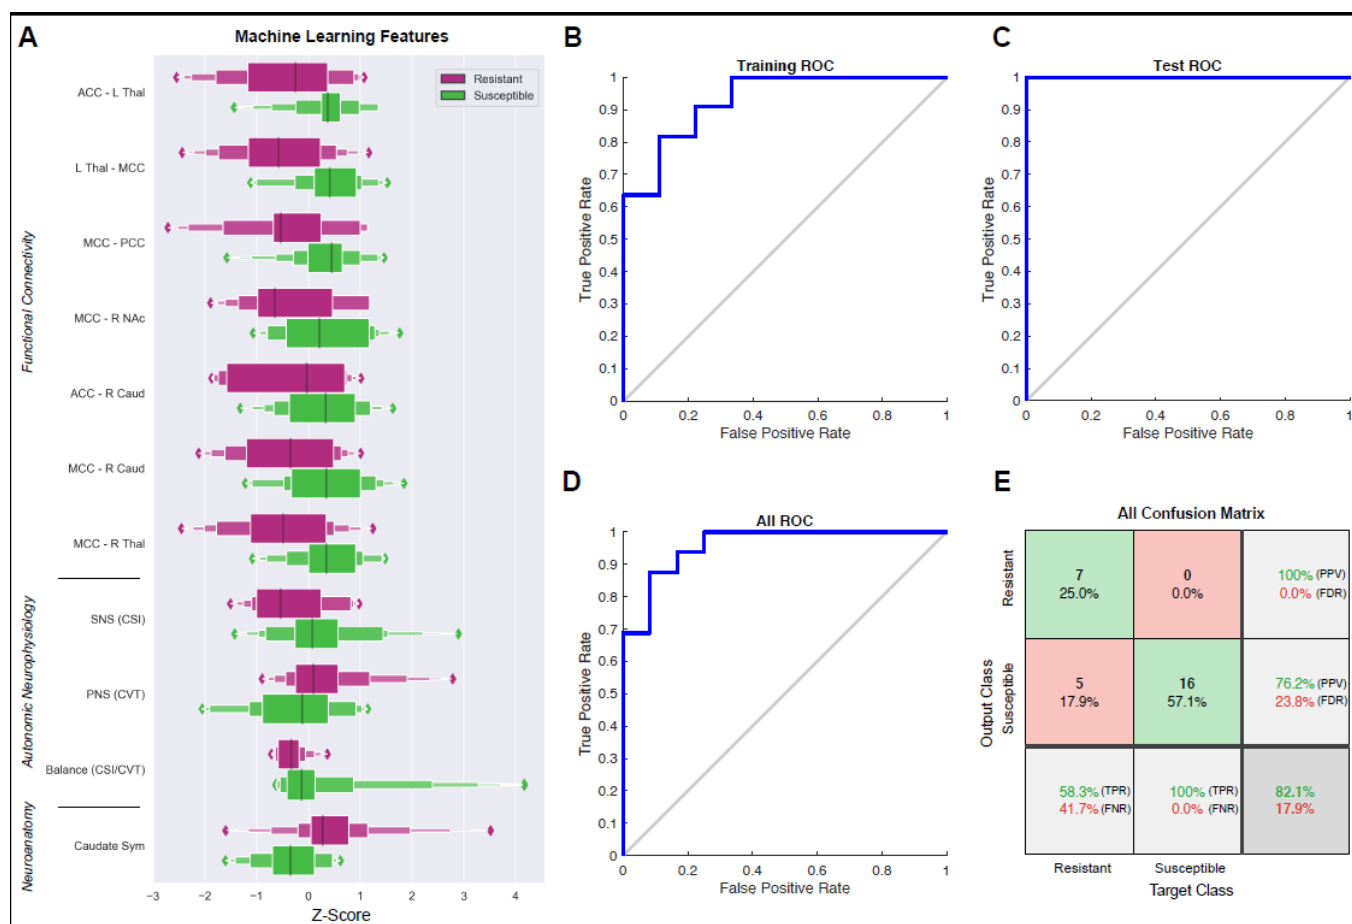 A
Machine Learning Features
Resistant
Susceptible
Functional Connectivity
ACC - L Thal
L Thal - MCC
MCC - PCC
MCC - R NAc
ACC - R Caud
MCC - R Caud
MCC - R Thal
Autonomic Neurophysiology
SNS (CSI)
PNS (CVT)
Balance (CSI/CVT)
Neuroanatomy
Caudate Sym
−3 −2 −1 0 1 2 3 4
Z-Score
B
Training ROC
True Positive Rate
1
0.9
0.8
0.7
0.6
0.5
0.4
0.3
0.2
0.1
0
0 0.2 0.4 0.6 0.8 1
False Positive Rate
C
Test ROC
True Positive Rate
1
0.9
0.8
0.7
0.6
0.5
0.4
0.3
0.2
0.1
0
0.2 0.4 0.6 0.8 1
False Positive Rate
D
All ROC
True Positive Rate
1
0.9
0.8
0.7
0.6
0.5
0.4
0.3
0.2
0.1
0
0 0.2 0.4 0.6 0.8 1
False Positive Rate
E
All Confusion Matrix
Output Class
Resistant
7
25.0%
0
0.0%
100% (PPV)
0.0% (FDR)
Susceptible
5
17.9%
16
57.1%
76.2% (PPV)
23.8% (FDR)
58.3% (TPR)
41.7% (FNR)
100% (TPR)
0.0% (FNR)
82.1%
17.9%
Resistant Susceptible
Target Class